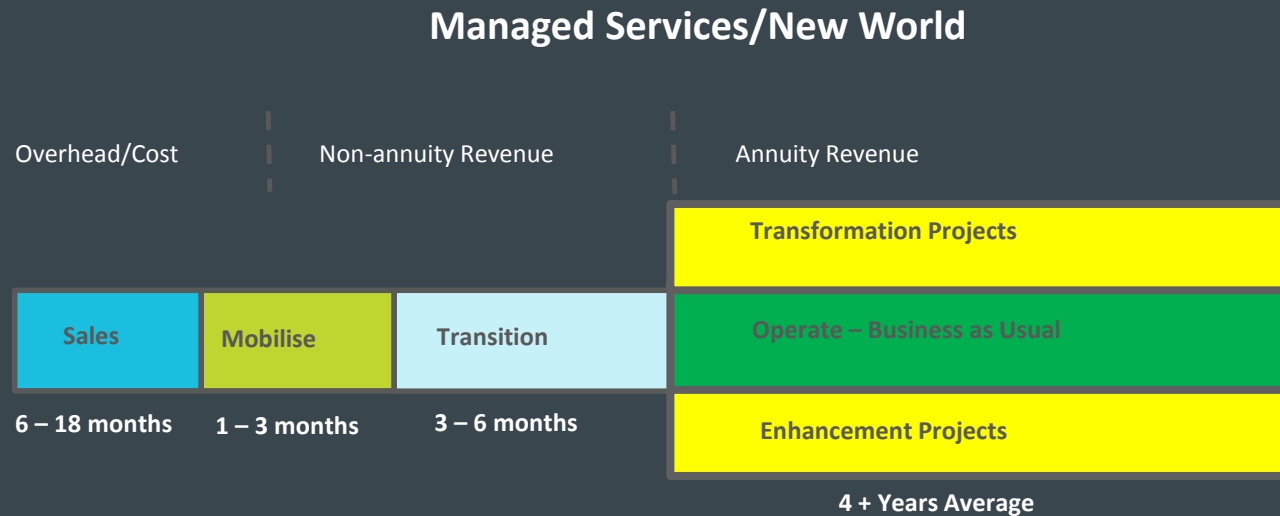 Managed Services/New World
Overhead/Cost
Non-annuity Revenue
Annuity Revenue
Transformation Projects
Sales
Mobilise
Transition
Operate – Business as Usual
6 – 18 months
1 – 3 months
3 – 6 months
Enhancement Projects
4 + Years Average